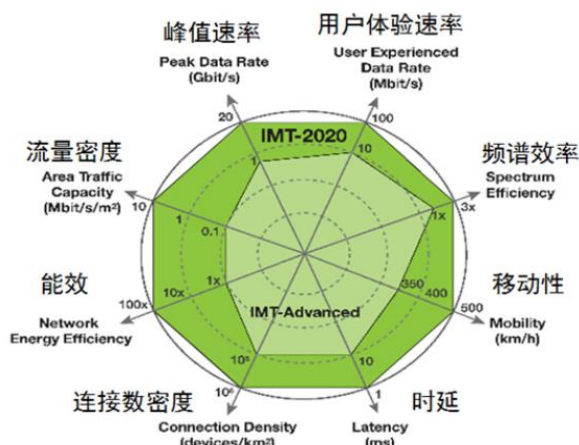 峰值速率
Peak Data Rate
(Gbit/s)
用户体验速率
User Experienced
Data Rate
(Mbit/s)
20
100
IMT-2020
1
10
流量密度
Area Traffic
Capacity
(Mbit/s/m²)
10
1
0.1
频谱效率
Spectrum
Efficiency
1x
3x
能效
100x
10x
1x
Network
Energy Efficiency
移动性
350
400
500
Mobility
(km/h)
IMT-Advanced
10⁵
10⁶
10
1
连接数密度
Connection Density
(devices/km²)
时延
Latency
(ms)